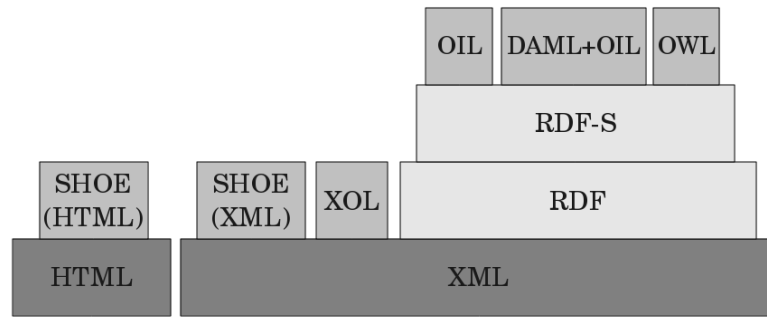 OIL
DAML+OIL
OWL
RDF-S
SHOE
(HTML)
SHOE
(XML)
XOL
RDF
HTML
XML